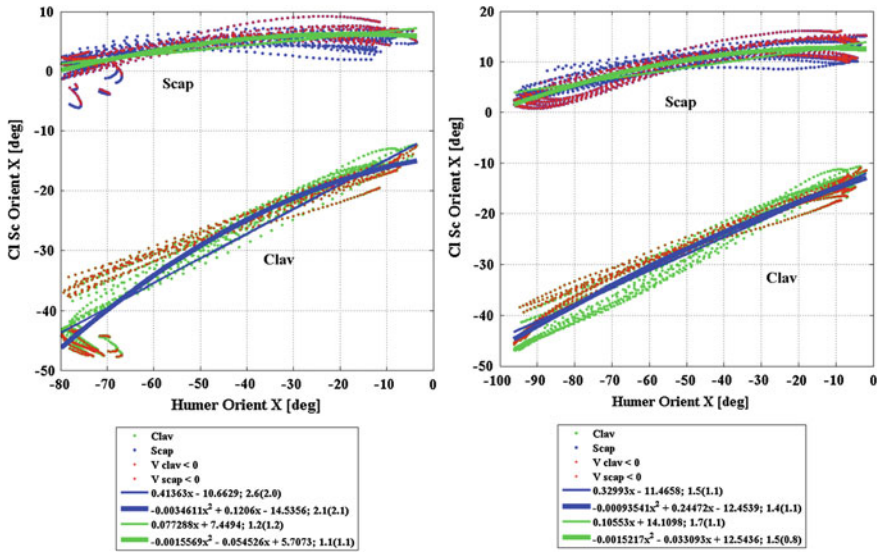 10
0
-10
-20
-30
-40
-50
Cl Sc Orient X [deg]
Scap
Clav
-80 -70 -60 -50 -40 -30 -20 -10 0
Humer Orient X [deg]
Clav
Scap
V clav < 0
V scap < 0
0.41363x - 10.6629; 2.6(2.0)
-0.0034611x² + 0.1206x - 14.5356; 2.1(2.1)
0.077288x + 7.4494; 1.2(1.2)
-0.0015569x² - 0.054526x + 5.7073; 1.1(1.1)
20
10
0
-10
-20
-30
-40
-50
Cl Sc Orient X [deg]
Scap
Clav
-100 -90 -80 -70 -60 -50 -40 -30 -20 -10 0
Humer Orient X [deg]
Clav
Scap
V clav < 0
V scap < 0
0.32993x - 11.4658; 1.5(1.1)
-0.00093541x² + 0.24472x - 12.4539; 1.4(1.1)
0.10553x + 14.1098; 1.7(1.1)
-0.0015217x² - 0.033093x + 12.5436; 1.5(0.8)